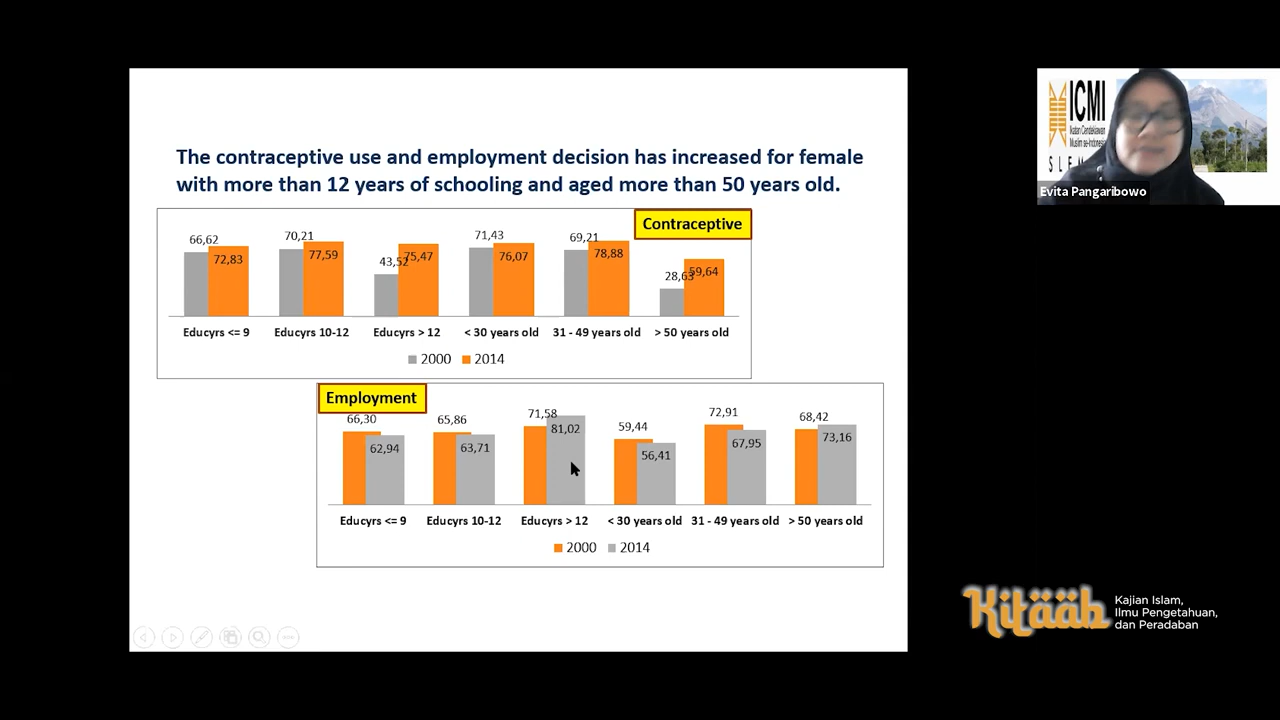 The contraceptive use and employment decision has increased for female
with more than 12 years of schooling and aged more than 50 years old.
Contraceptive
66,62
72,83
70,21
77,59
43,52
75,47
71,43
76,07
69,21
78,88
28,63
59,64
Educyrs <= 9
Educyrs 10-12
Educyrs > 12
< 30 years old
31 - 49 years old
> 50 years old
2000
2014
Employment
66,30
62,94
65,86
63,71
71,58
81,02
59,44
56,41
72,91
67,95
68,42
73,16
Educyrs <= 9
Educyrs 10-12
Educyrs > 12
< 30 years old
31 - 49 years old
> 50 years old
2000
2014
ICMI
Ikatan Cendekiawan
Muslim se-Indonesia
S L E M
Evita Pangaribowo
Kitaab
Kajian Islam,
Ilmu Pengetahuan,
dan Peradaban